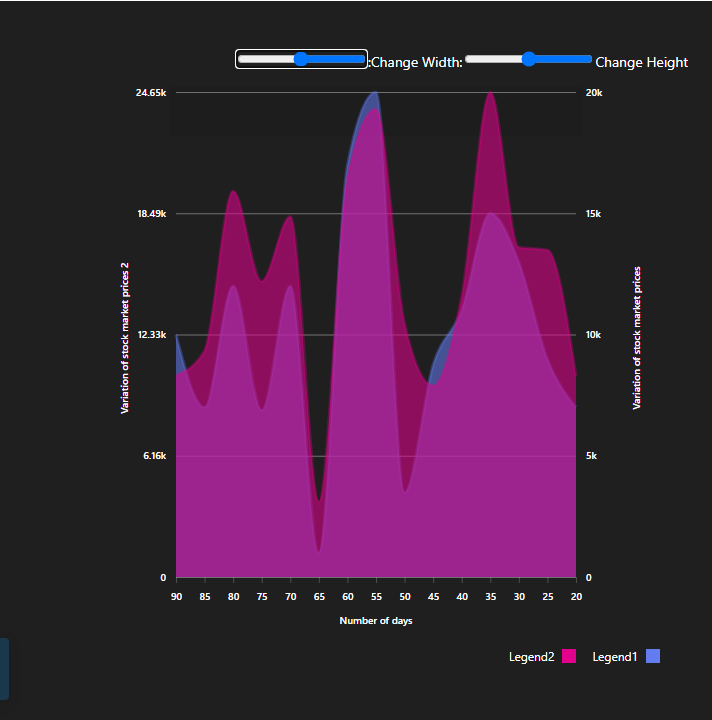 :Change Width: Change Height
24.65k
18.49k
12.33k
6.16k
0
Variation of stock market prices 2
20k
15k
10k
5k
0
Variation of stock market prices
90 85 80 75 70 65 60 55 50 45 40 35 30 25 20
Number of days
Legend2 Legend1